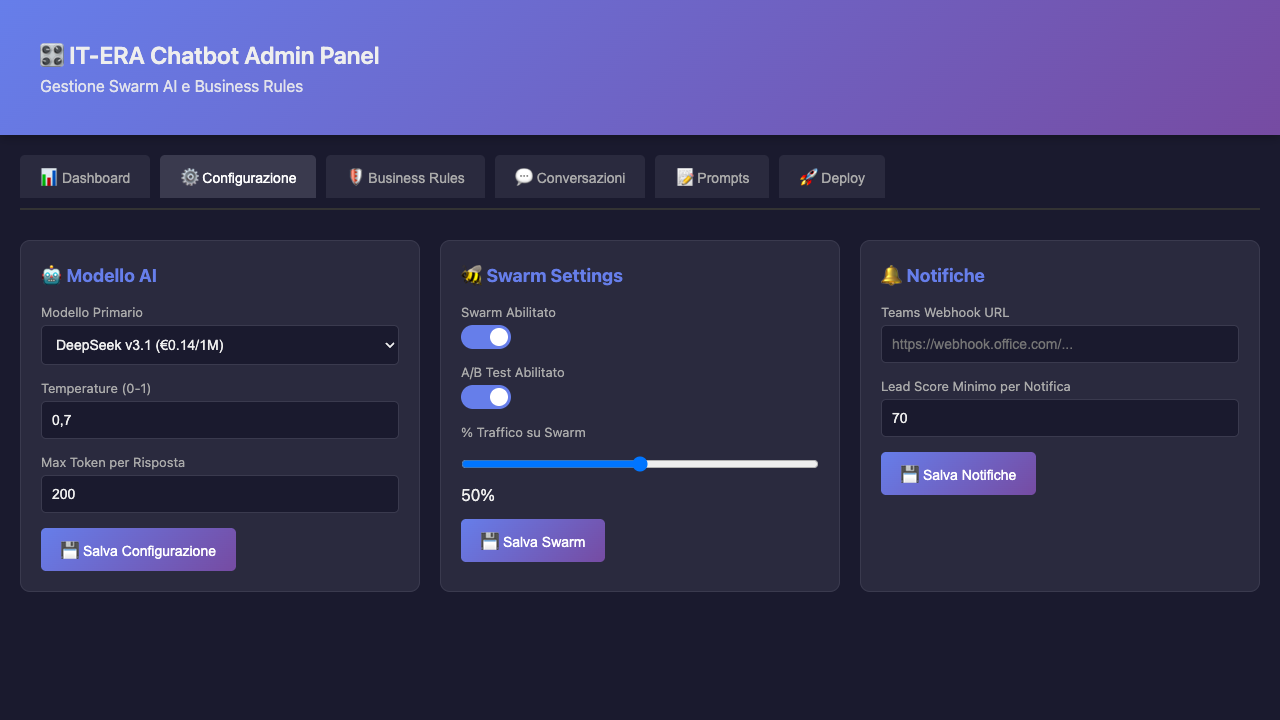 IT-ERA Chatbot Admin Panel
Gestione Swarm AI e Business Rules
Dashboard
Configurazione
Business Rules
Conversazioni
Prompts
Deploy
Modello AI
Modello Primario
DeepSeek v3.1 (€0.14/1M)
Temperature (0-1)
0,7
Max Token per Risposta
200
Salva Configurazione
Swarm Settings
Swarm Abilitato
A/B Test Abilitato
% Traffico su Swarm
50%
Salva Swarm
Notifiche
Teams Webhook URL
https://webhook.office.com/...
Lead Score Minimo per Notifica
70
Salva Notifiche